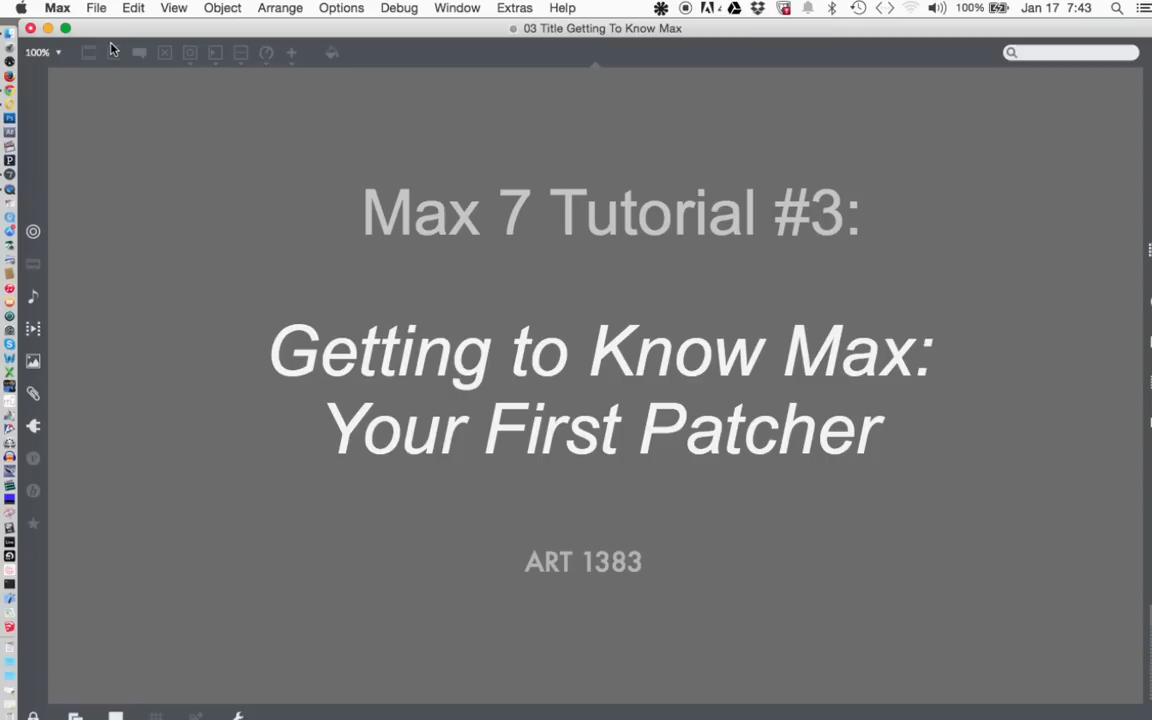 Max File Edit View Object Arrange Options Debug Window Extras Help 100% Jan 17 7:43
03 Title Getting To Know Max
100%
Max 7 Tutorial #3:
Getting to Know Max:
Your First Patcher
ART 1383